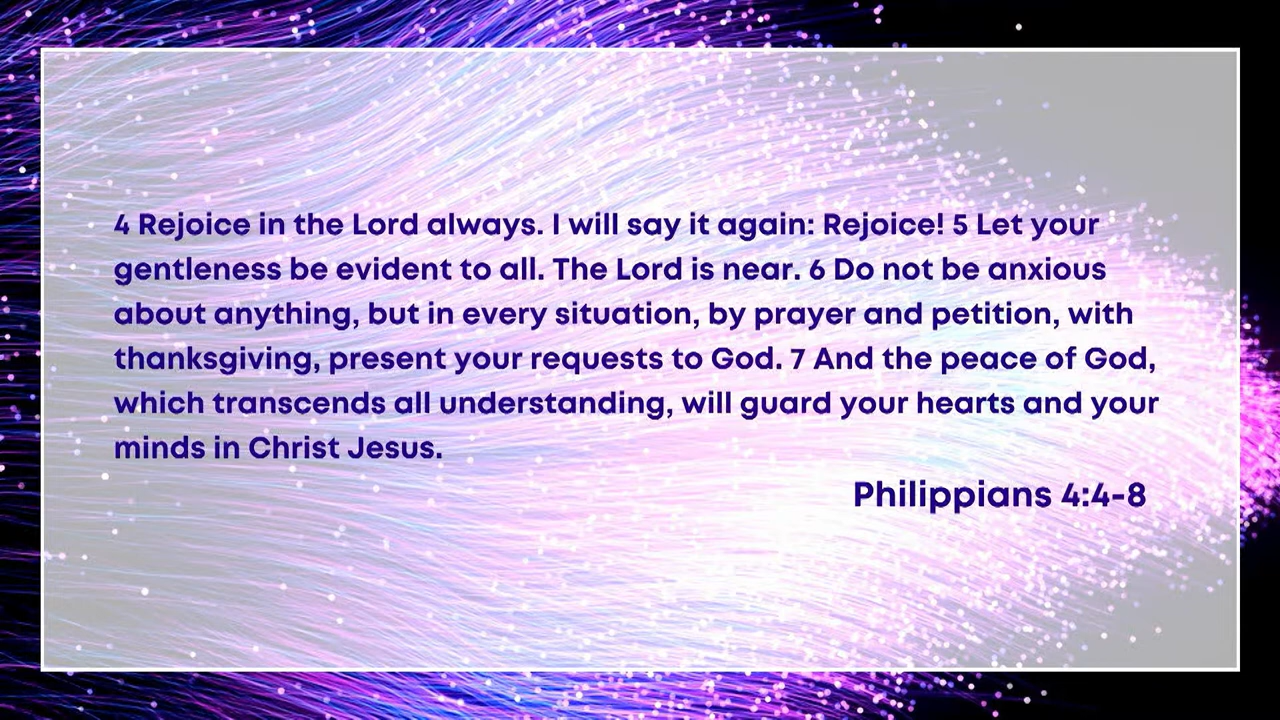 4 Rejoice in the Lord always. I will say it again: Rejoice! 5 Let your
gentleness be evident to all. The Lord is near. 6 Do not be anxious
about anything, but in every situation, by prayer and petition, with
thanksgiving, present your requests to God. 7 And the peace of God,
which transcends all understanding, will guard your hearts and your
minds in Christ Jesus.
Philippians 4:4-8